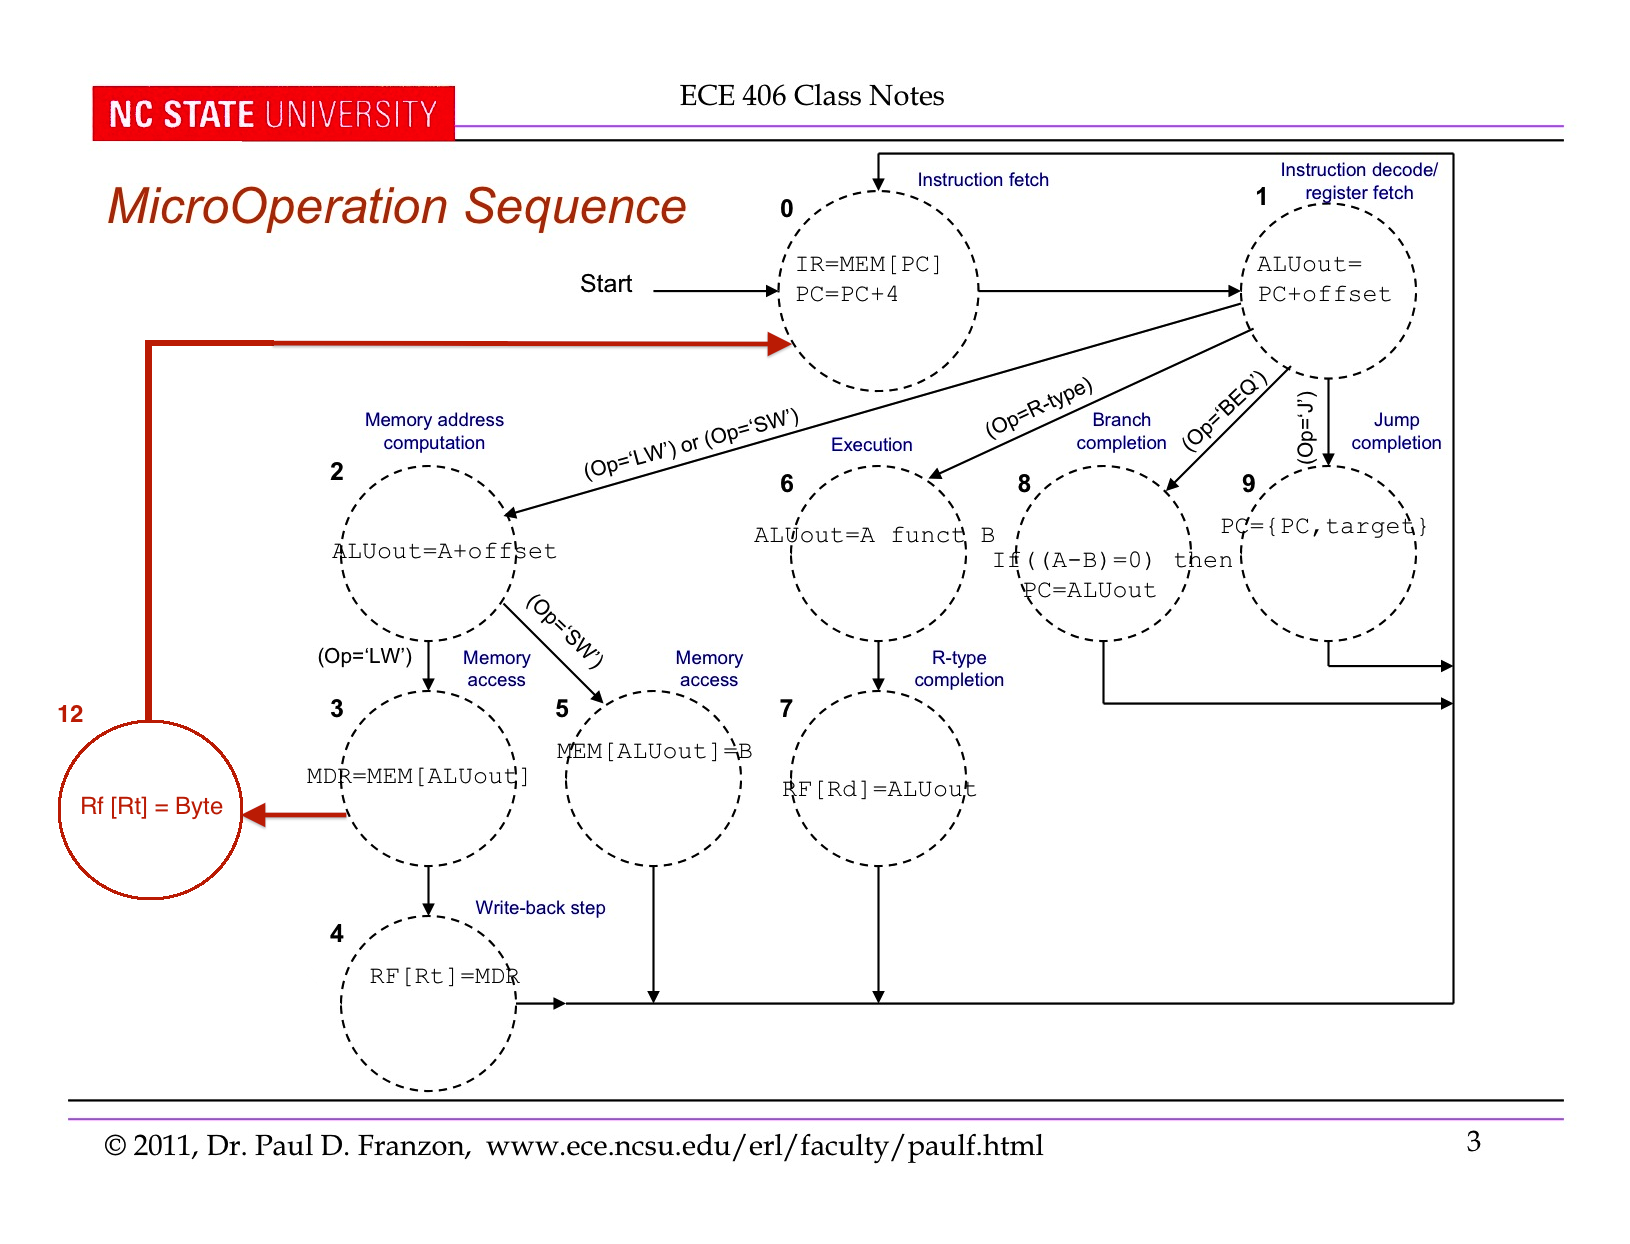 ECE 406 Class Notes
NC STATE UNIVERSITY
MicroOperation Sequence
Instruction fetch
0
IR=MEM[PC]
PC=PC+4
Start
Instruction decode/
register fetch
1
ALUout=
PC+offset
(Op=‘LW’) or (Op=‘SW’)
(Op=R-type)
(Op=‘BEQ’)
(Op=‘J’)
Memory address
computation
2
ALUout=A+offset
Execution
6
ALUout=A funct B
Branch
completion
8
If((A-B)=0) then
PC=ALUout
Jump
completion
9
PC={PC,target}
(Op=‘LW’)
(Op=‘SW’)
Memory
access
3
MDR=MEM[ALUout]
Memory
access
5
MEM[ALUout]=B
R-type
completion
7
RF[Rd]=ALUout
12
Rf [Rt] = Byte
Write-back step
4
RF[Rt]=MDR
© 2011, Dr. Paul D. Franzon, www.ece.ncsu.edu/erl/faculty/paulf.html
3